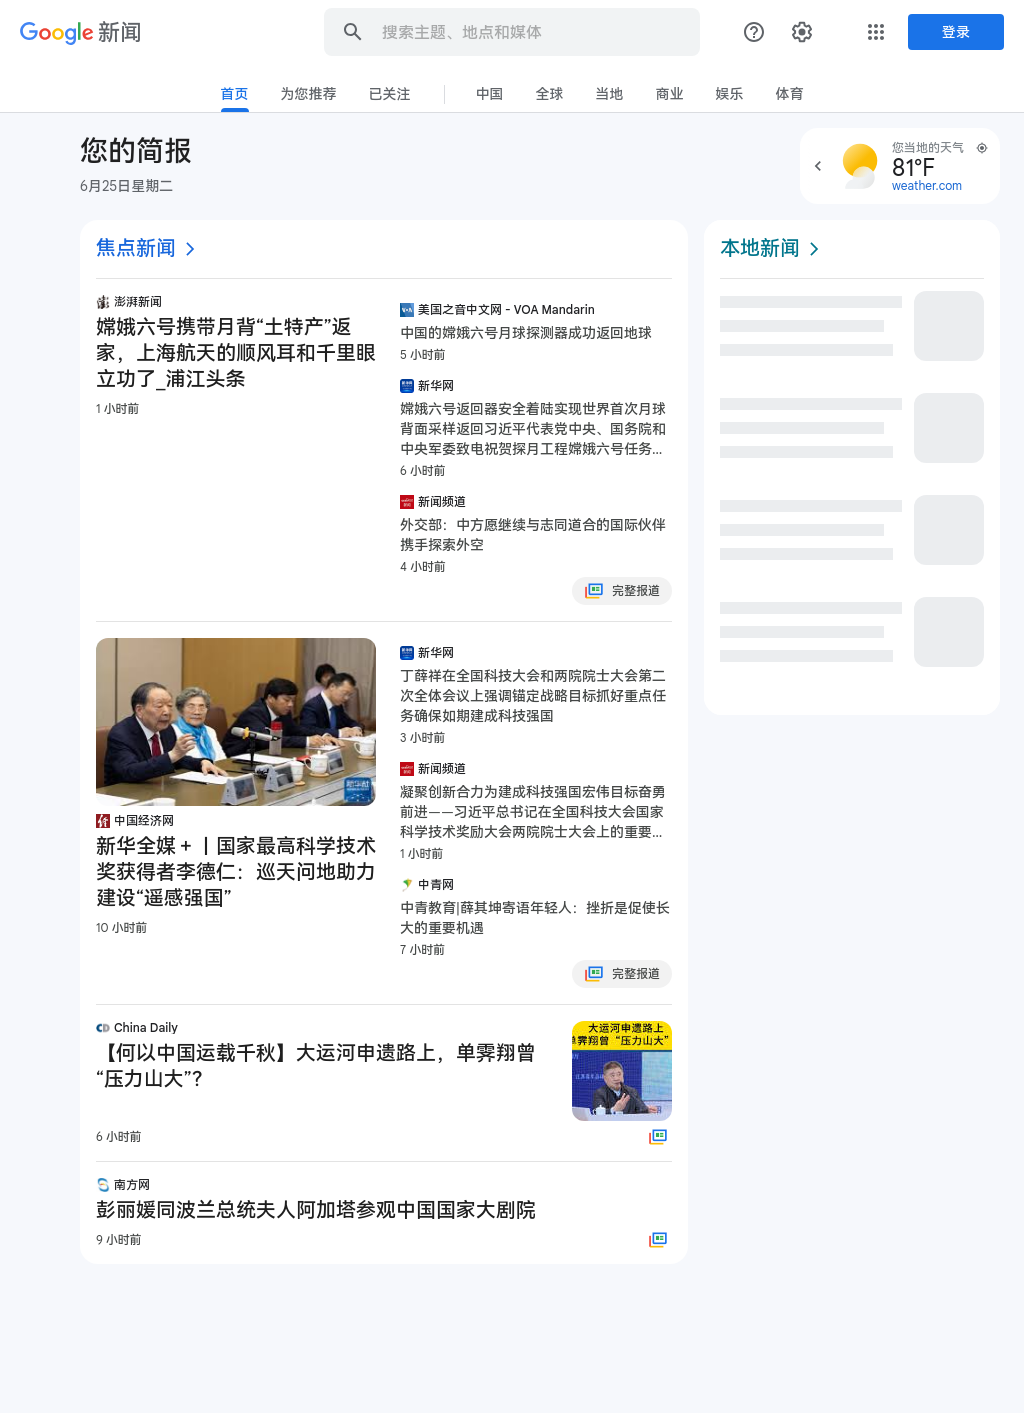 Google 新闻
搜索主题、地点和媒体
登录
首页
为您推荐
已关注
中国
全球
当地
商业
娱乐
体育
您的简报
6月25日星期二
您当地的天气
81°F
weather.com
焦点新闻
澎湃新闻
嫦娥六号携带月背“土特产”返
家，上海航天的顺风耳和千里眼
立功了_浦江头条
1 小时前
美国之音中文网 - VOA Mandarin
中国的嫦娥六号月球探测器成功返回地球
5 小时前
新华网
嫦娥六号返回器安全着陆实现世界首次月球
背面采样返回习近平代表党中央、国务院和
中央军委致电祝贺探月工程嫦娥六号任务...
6 小时前
新闻频道
外交部：中方愿继续与志同道合的国际伙伴
携手探索外空
4 小时前
完整报道
中国经济网
新华全媒 + 丨国家最高科学技术
奖获得者李德仁：巡天问地助力
建设“遥感强国”
10 小时前
新华网
丁薛祥在全国科技大会和两院院士大会第二
次全体会议上强调锚定战略目标抓好重点任
务确保如期建成科技强国
3 小时前
新闻频道
凝聚创新合力为建成科技强国宏伟目标奋勇
前进——习近平总书记在全国科技大会国家
科学技术奖励大会两院院士大会上的重要...
1 小时前
中青网
中青教育|薛其坤寄语年轻人：挫折是促使长
大的重要机遇
7 小时前
完整报道
China Daily
【何以中国运载千秋】大运河申遗路上，单霁翔曾
“压力山大”？
6 小时前
大运河申遗路上
单霁翔曾“压力山大”
南方网
彭丽媛同波兰总统夫人阿加塔参观中国国家大剧院
9 小时前
本地新闻